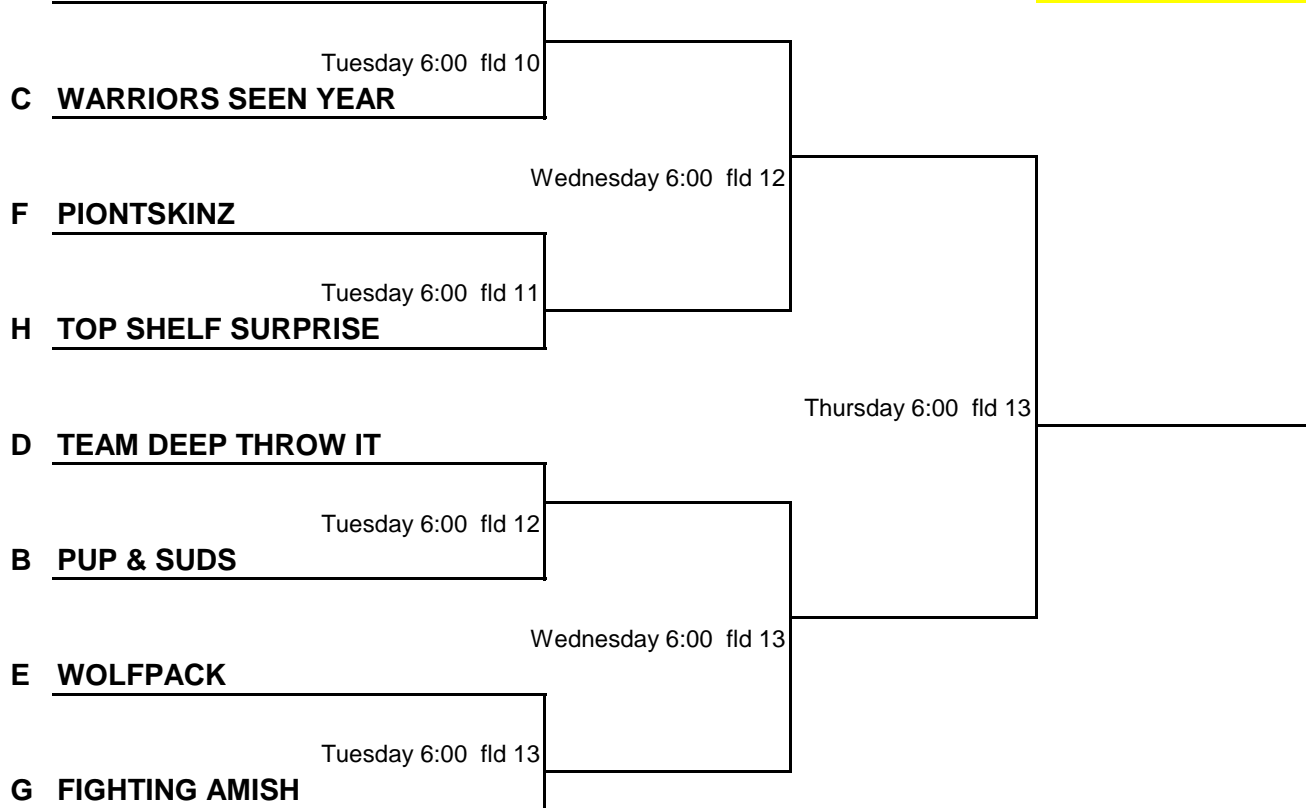 Tuesday 6:00 fld 10
C WARRIORS SEEN YEAR
Wednesday 6:00 fld 12
F PIONTSKINZ
Tuesday 6:00 fld 11
H TOP SHELF SURPRISE
Thursday 6:00 fld 13
D TEAM DEEP THROW IT
Tuesday 6:00 fld 12
B PUP & SUDS
Wednesday 6:00 fld 13
E WOLFPACK
Tuesday 6:00 fld 13
G FIGHTING AMISH